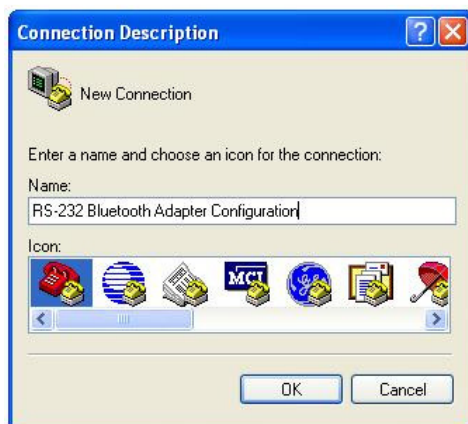 Connection Description
New Connection
Enter a name and choose an icon for the connection:
Name:
RS-232 Bluetooth Adapter Configuration
Icon:
MCI
OK
Cancel